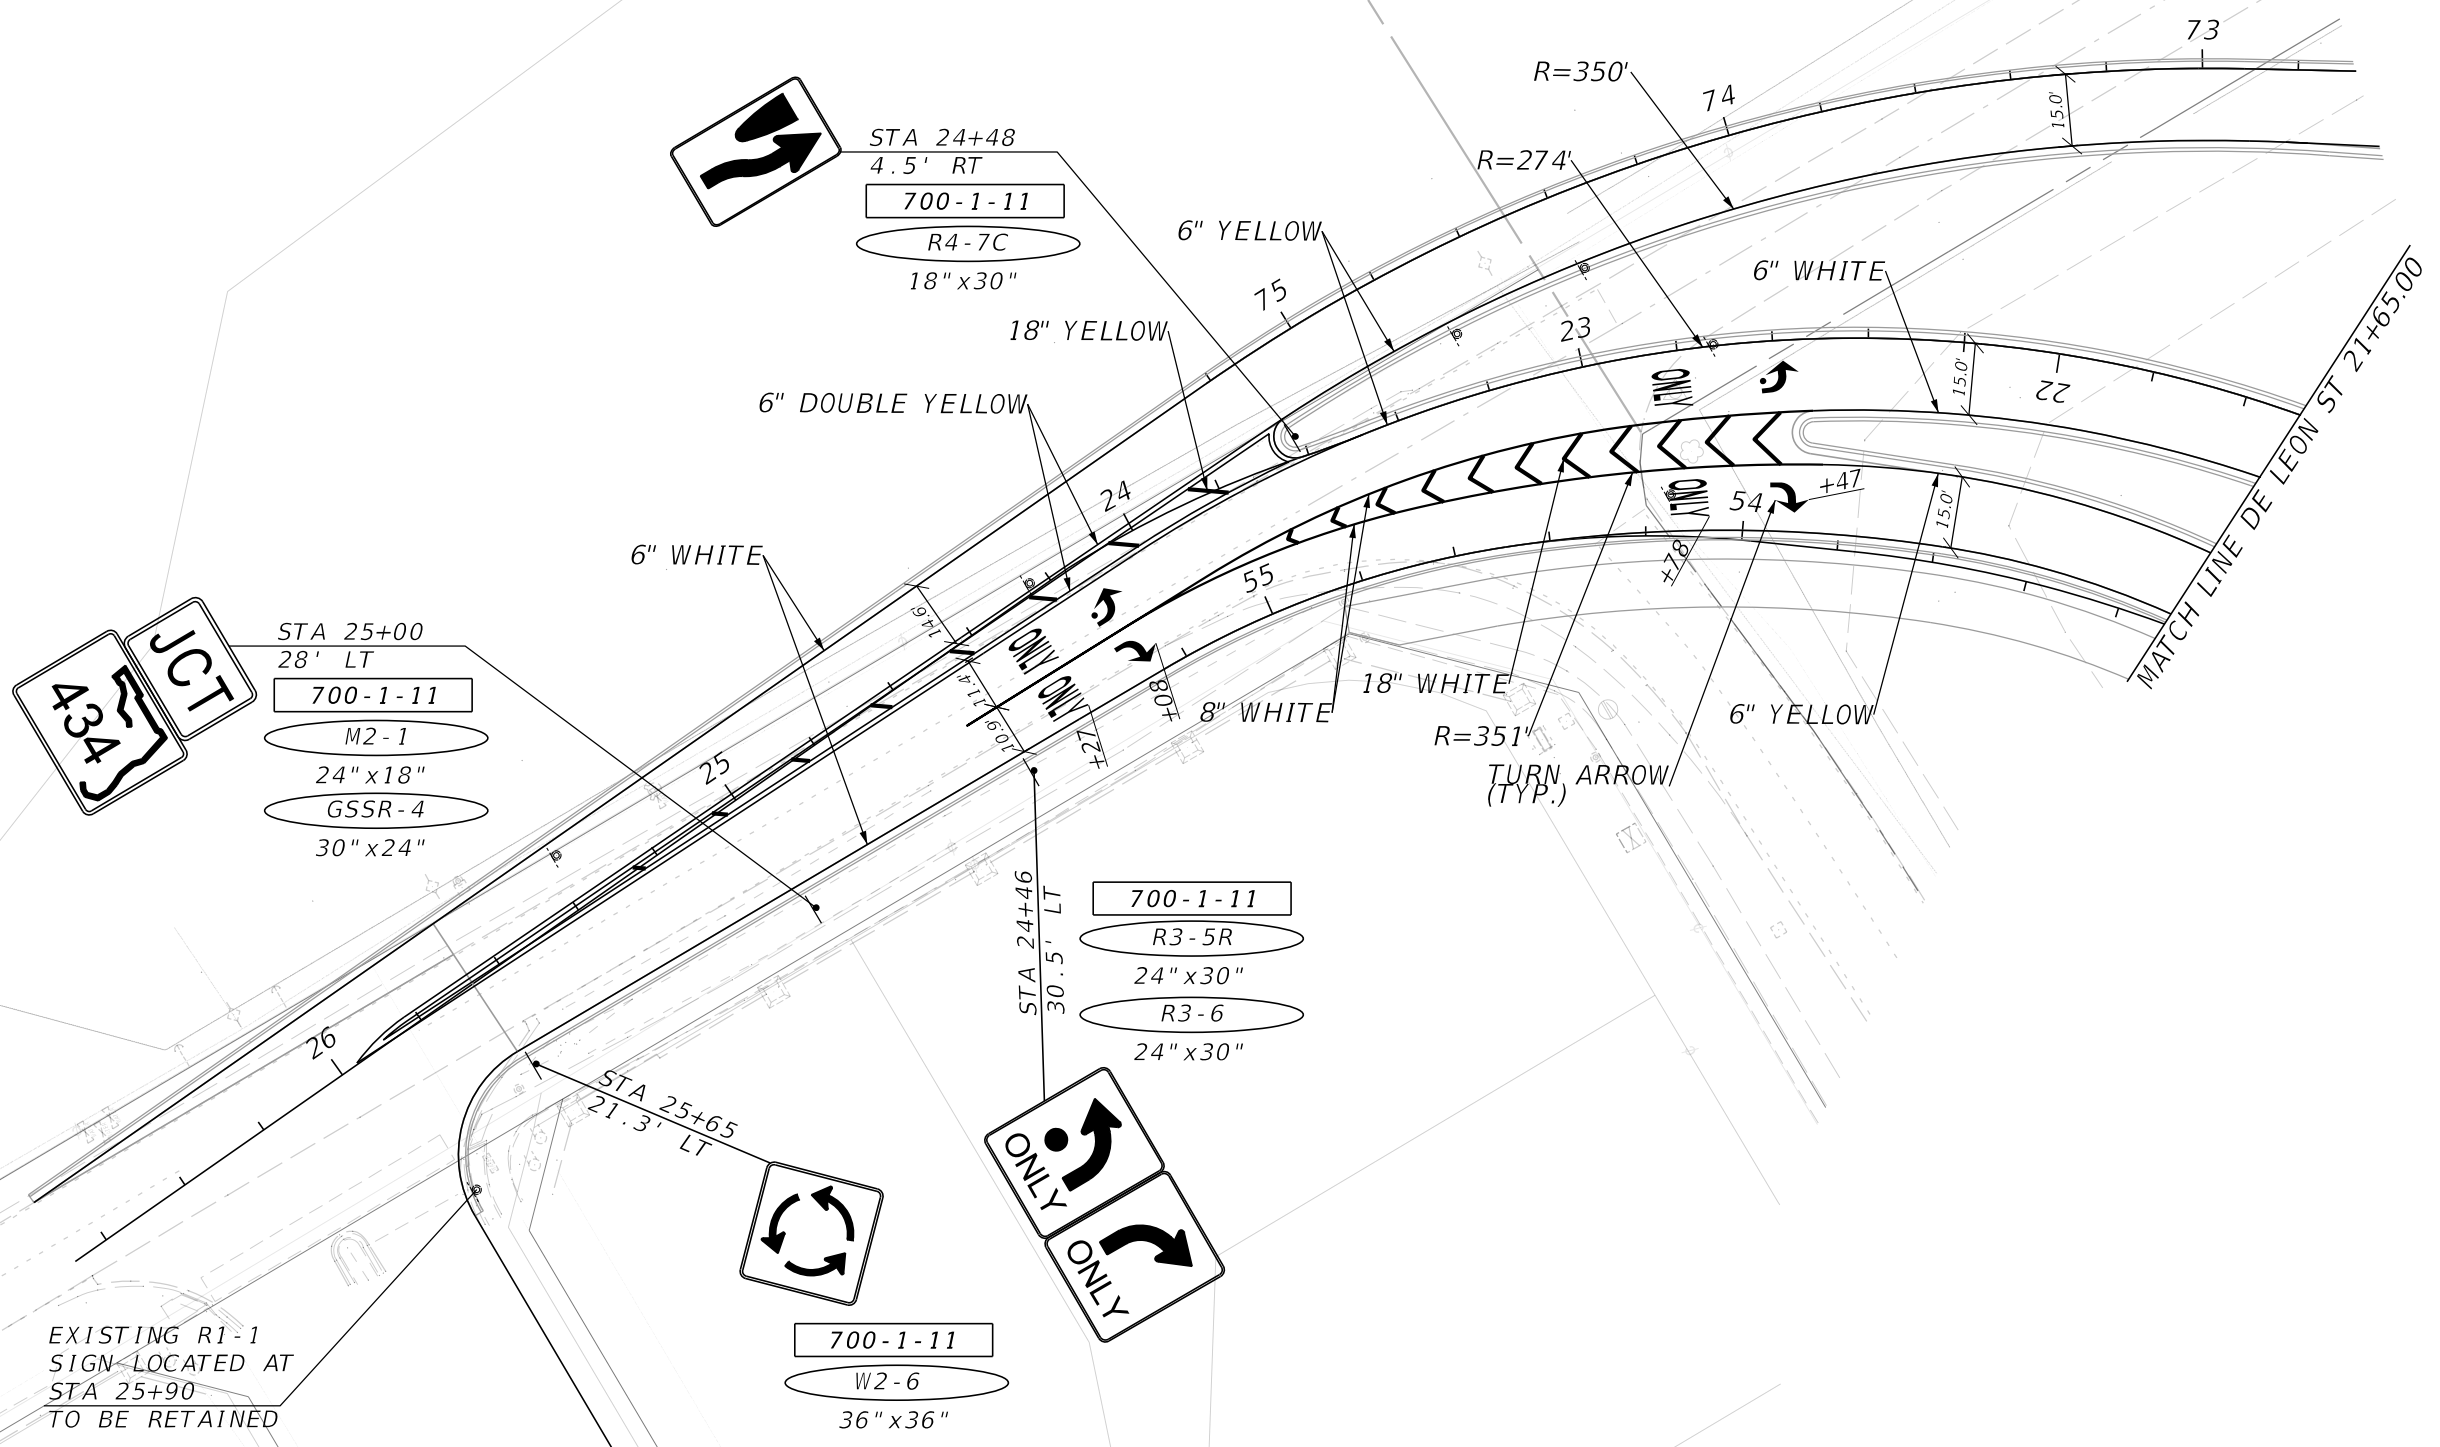 73
R=350'
74
15.0'
STA 24+48
4.5' RT
700-1-11
R4-7C
18"x30"
R=274'
6" YELLOW
75
6" WHITE
18" YELLOW
23
MATCH LINE DE LEON ST 21+65.00
ONLY
15.0'
22
6" DOUBLE YELLOW
24
ONLY
54
+47
15.0'
+78
6" WHITE
55
14.6'
ONLY
ONLY
11.4'
10.9'
+08
+27
JCT
434
STA 25+00
28' LT
700-1-11
M2-1
24"x18"
GSSR-4
30"x24"
8" WHITE
18" WHITE
R=351'
6" YELLOW
TURN ARROW
(TYP.)
25
STA 24+46
30.5' LT
700-1-11
R3-5R
24"x30"
R3-6
24"x30"
26
STA 25+65
21.3' LT
ONLY
ONLY
700-1-11
W2-6
36"x36"
EXISTING R1-1
SIGN LOCATED AT
STA 25+90
TO BE RETAINED